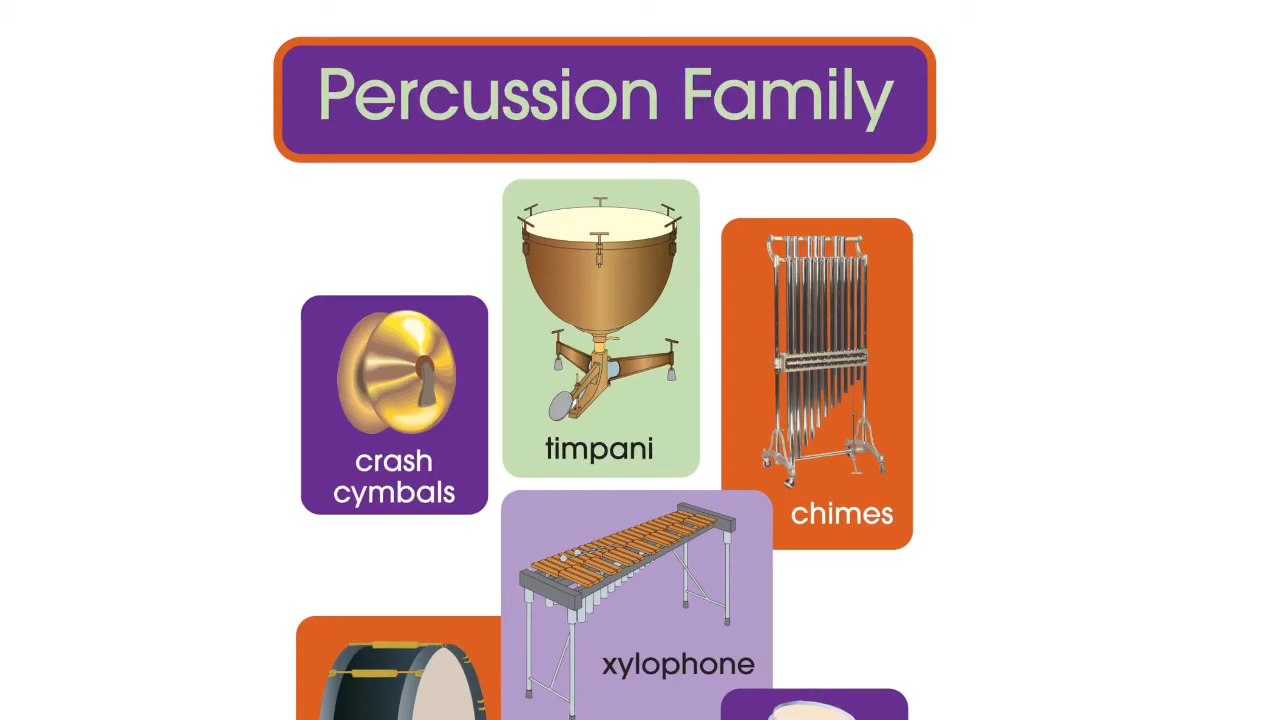 Percussion Family
timpani
crash
cymbals
chimes
xylophone